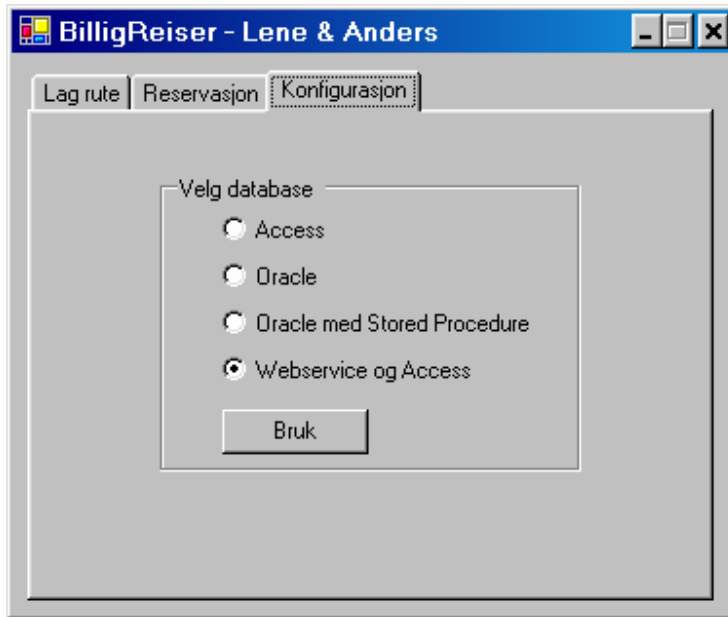 BilligReiser - Lene & Anders
Lag rute Reservasjon Konfigurasjon
Velg database
Access
Oracle
Oracle med Stored Procedure
Webservice og Access
Bruk